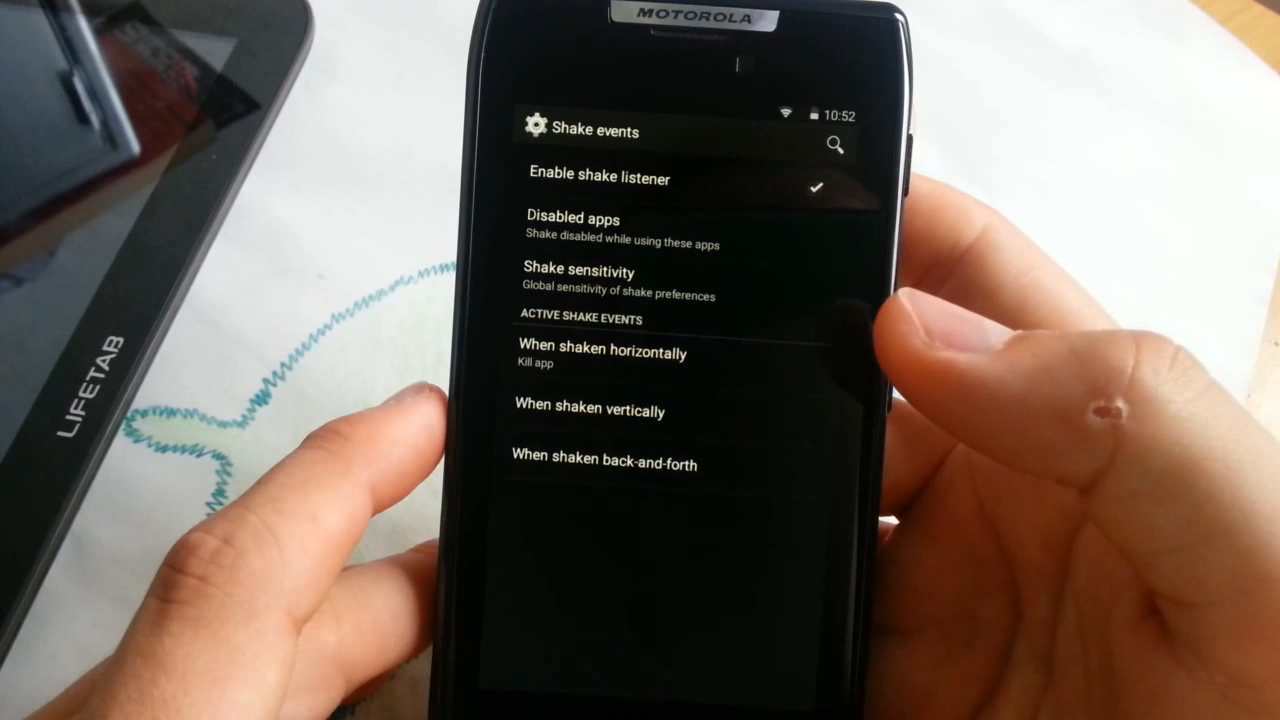 MOTOROLA
10:52
Shake events
Enable shake listener
Disabled apps
Shake disabled while using these apps
Shake sensitivity
Global sensitivity of shake preferences
ACTIVE SHAKE EVENTS
When shaken horizontally
Kill app
When shaken vertically
When shaken back-and-forth
LIFETAB